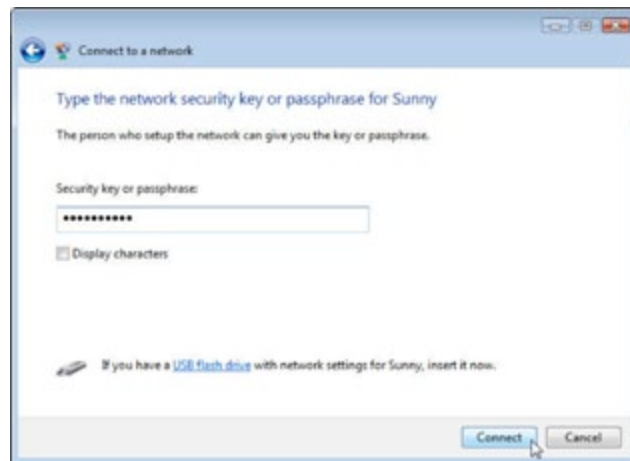 Connect to a network
Type the network security key or passphrase for Sunny
The person who setup the network can give you the key or passphrase.
Security key or passphrase:
••••••••••
Display characters
If you have a USB flash drive with network settings for Sunny, insert it now.
Connect Cancel